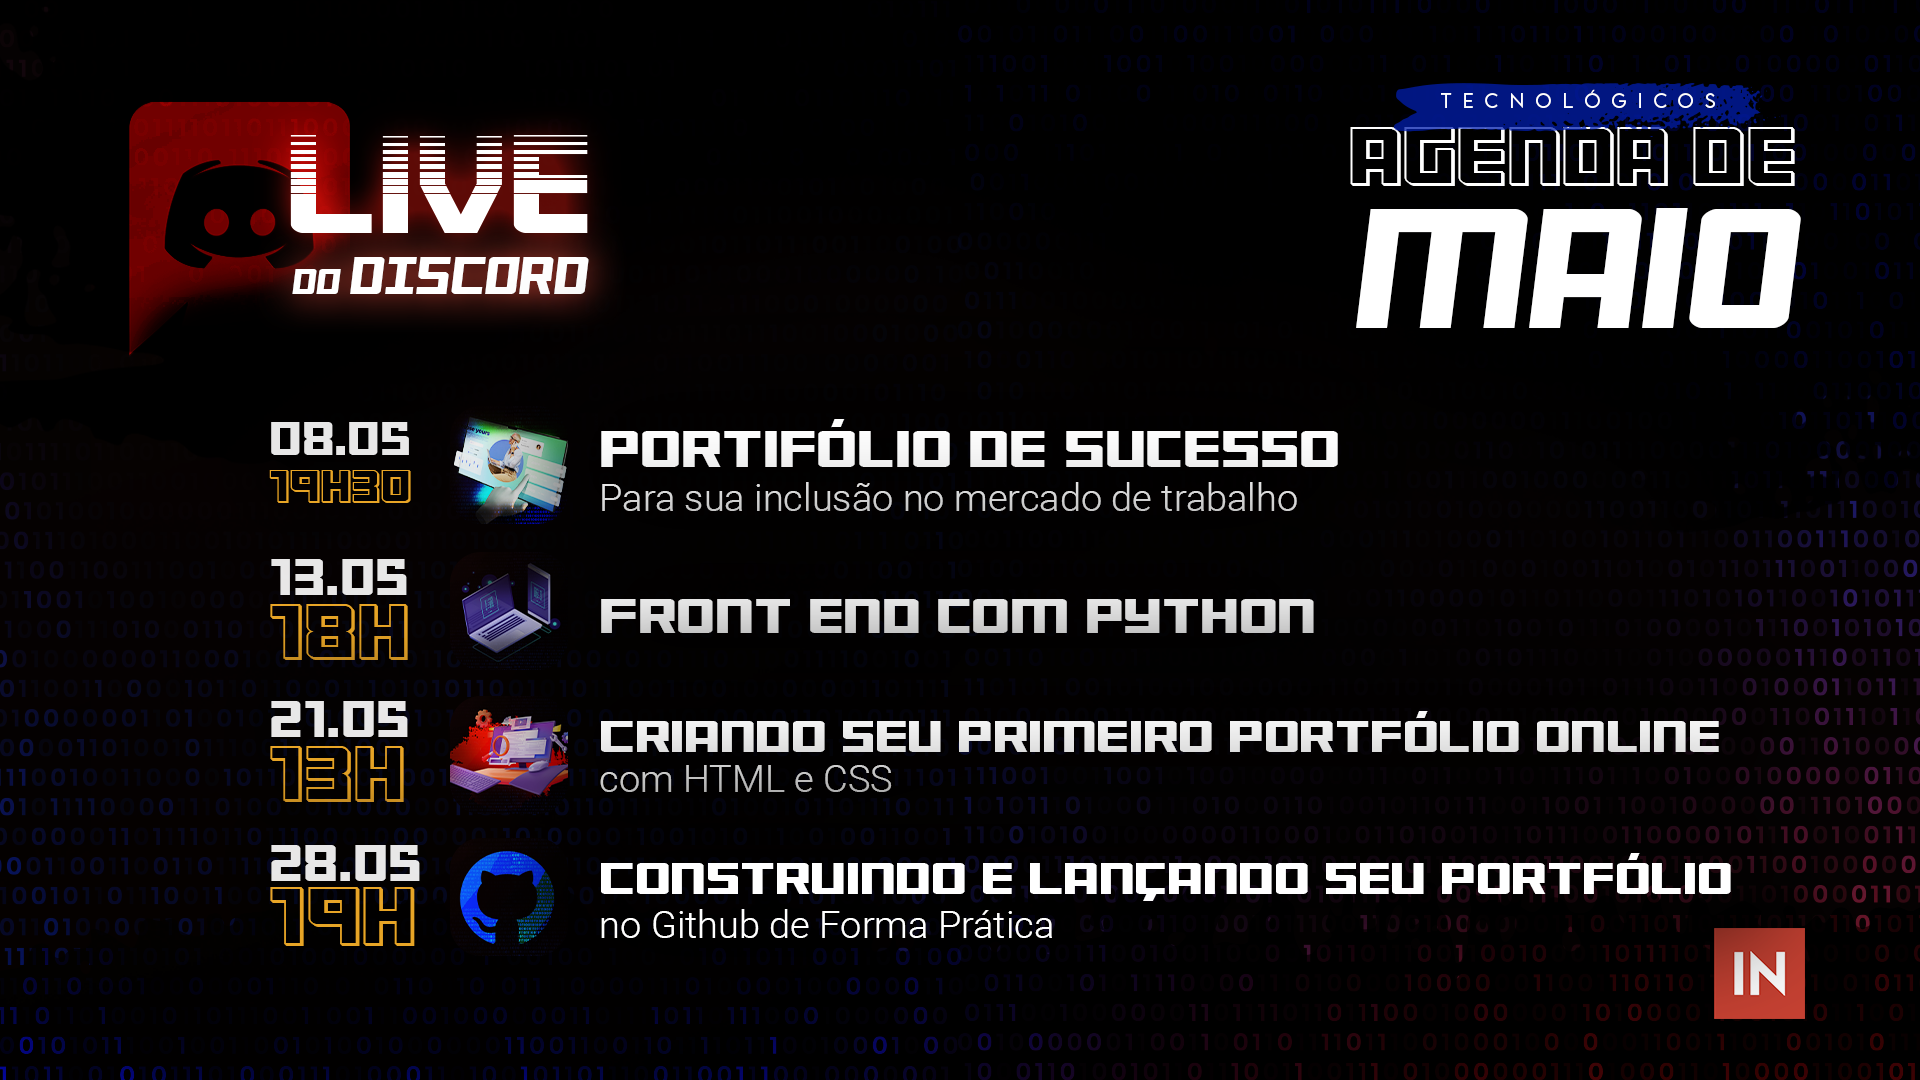 LIVE
DO DISCORD
TECNOLÓGICOS
AGENDA DE
MAIO
08.05
19H30
PORTIFÓLIO DE SUCESSO
Para sua inclusão no mercado de trabalho
13.05
18H
FRONT END COM PYTHON
21.05
13H
CRIANDO SEU PRIMEIRO PORTFÓLIO ONLINE
com HTML e CSS
28.05
19H
CONSTRUINDO E LANÇANDO SEU PORTFÓLIO
no Github de Forma Prática
IN